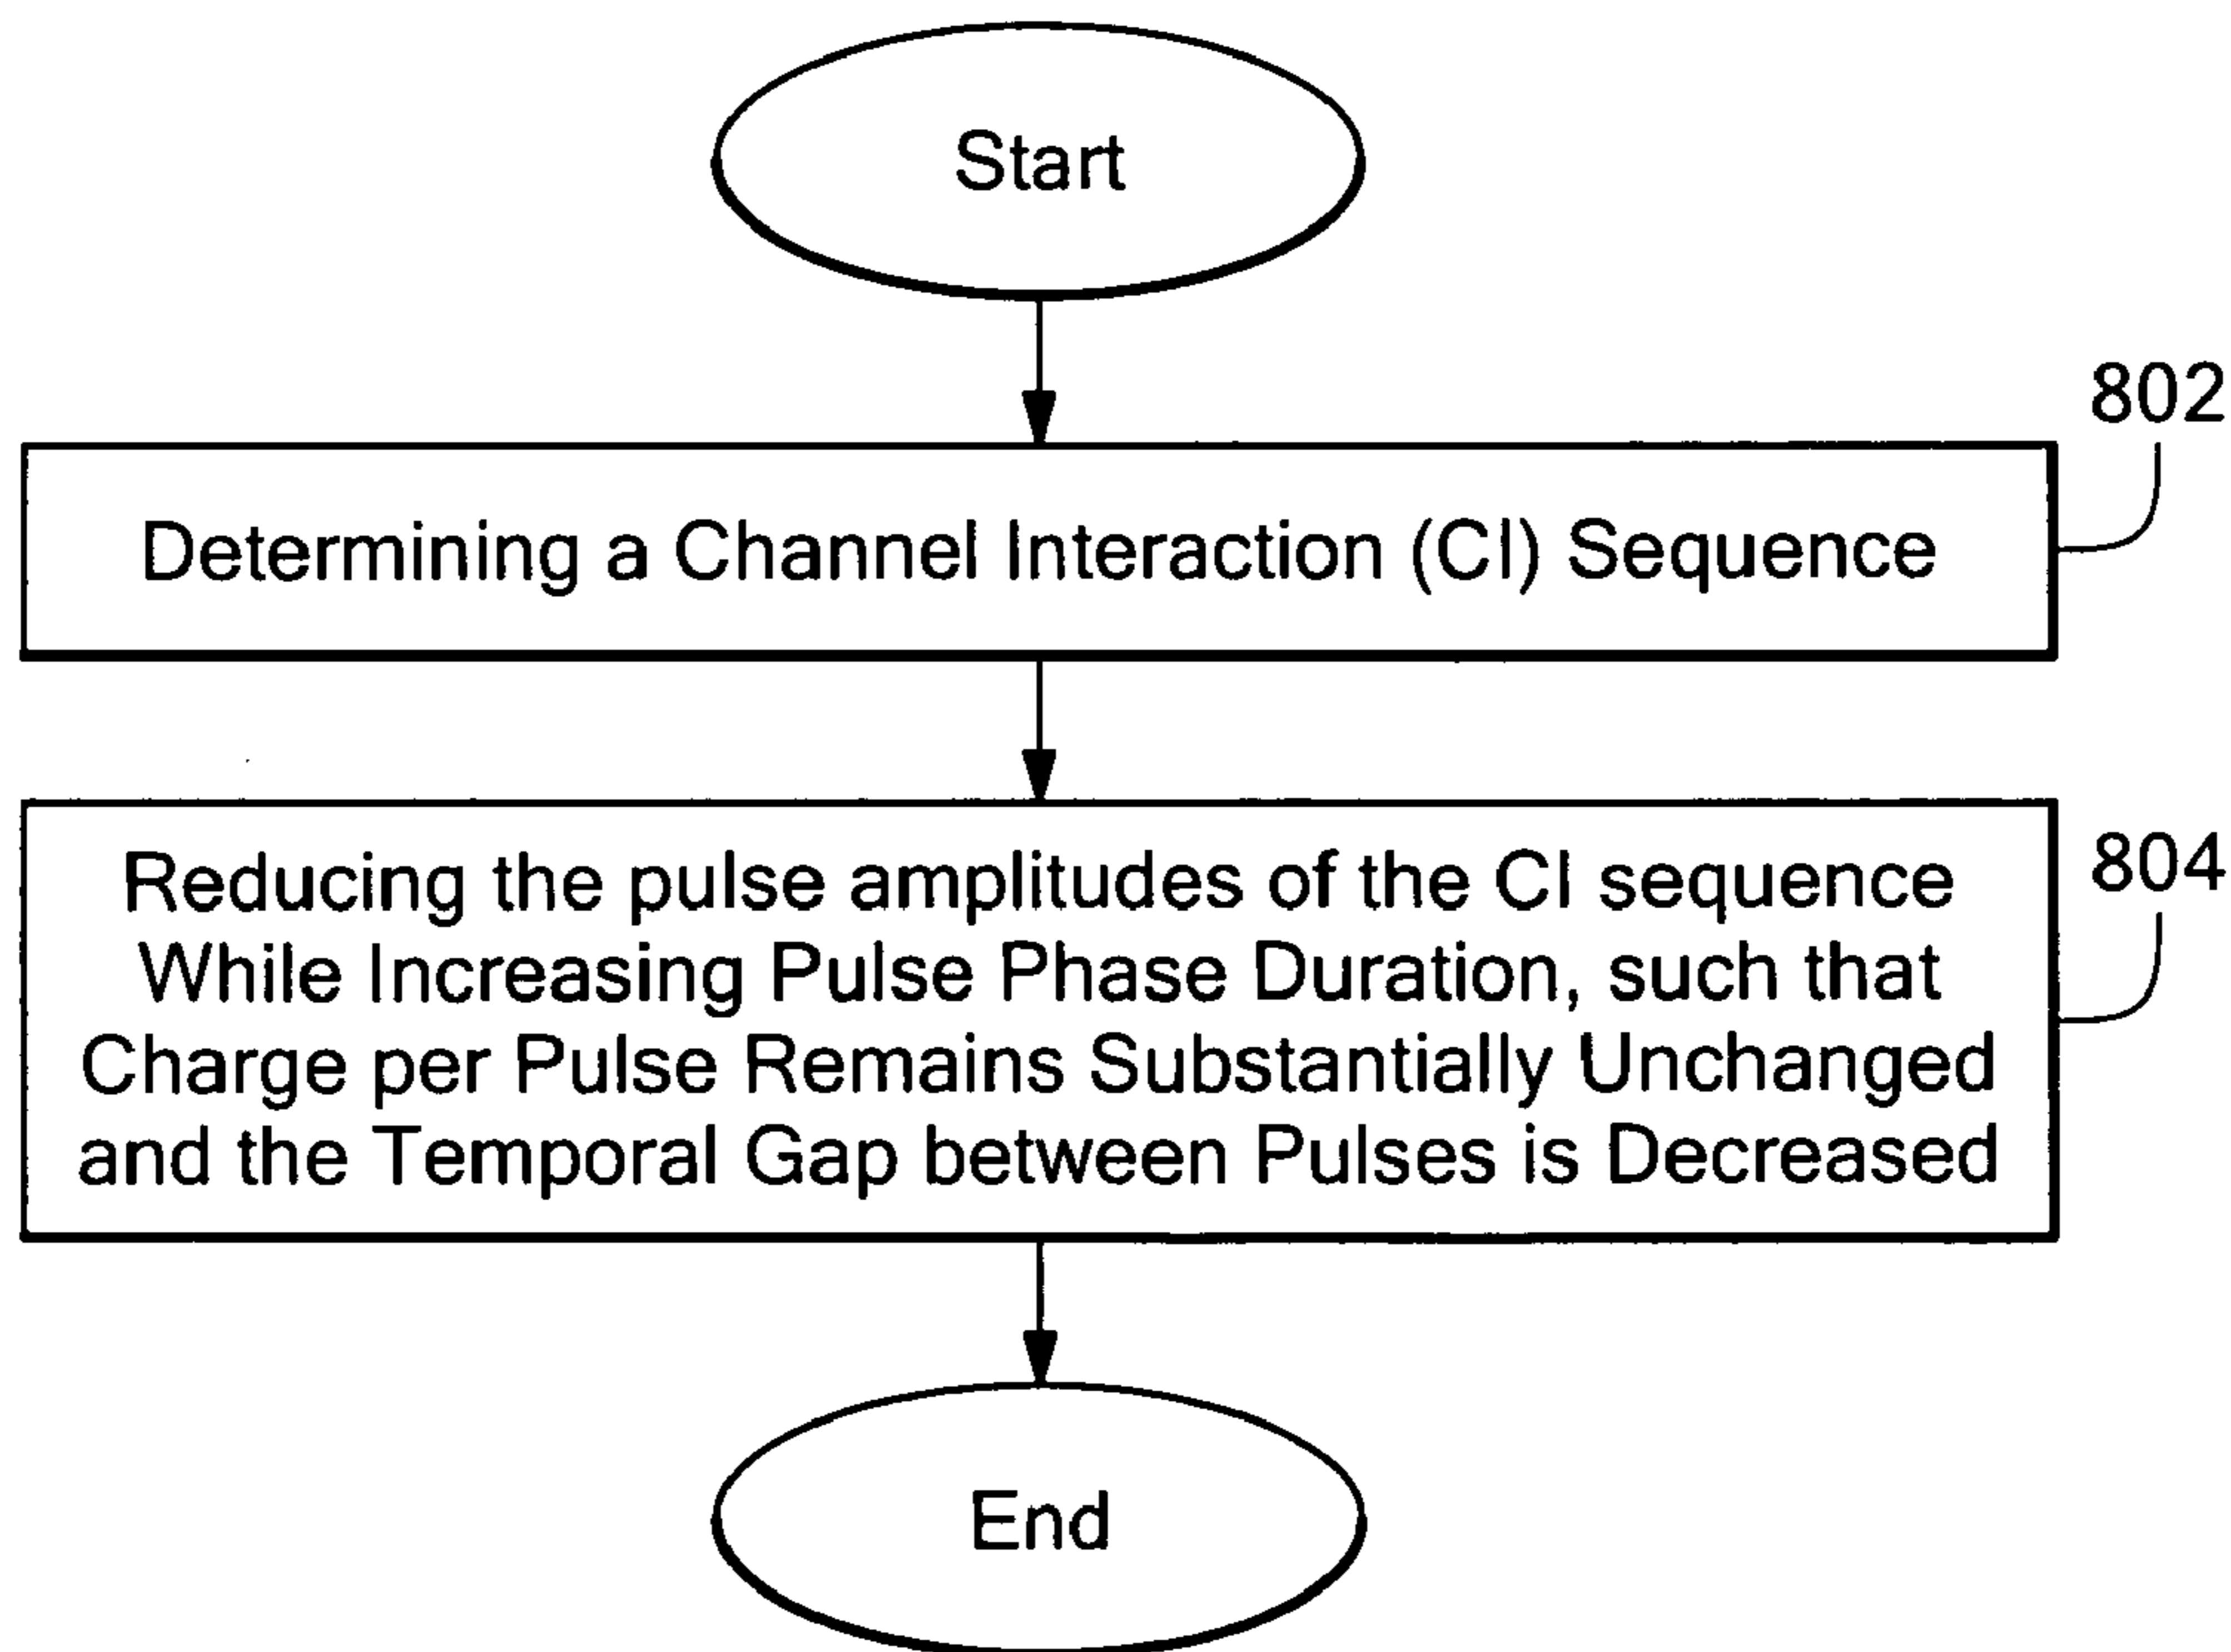 Start
802
Determining a Channel Interaction (CI) Sequence
804
Reducing the pulse amplitudes of the CI sequence
While Increasing Pulse Phase Duration, such that
Charge per Pulse Remains Substantially Unchanged
and the Temporal Gap between Pulses is Decreased
End